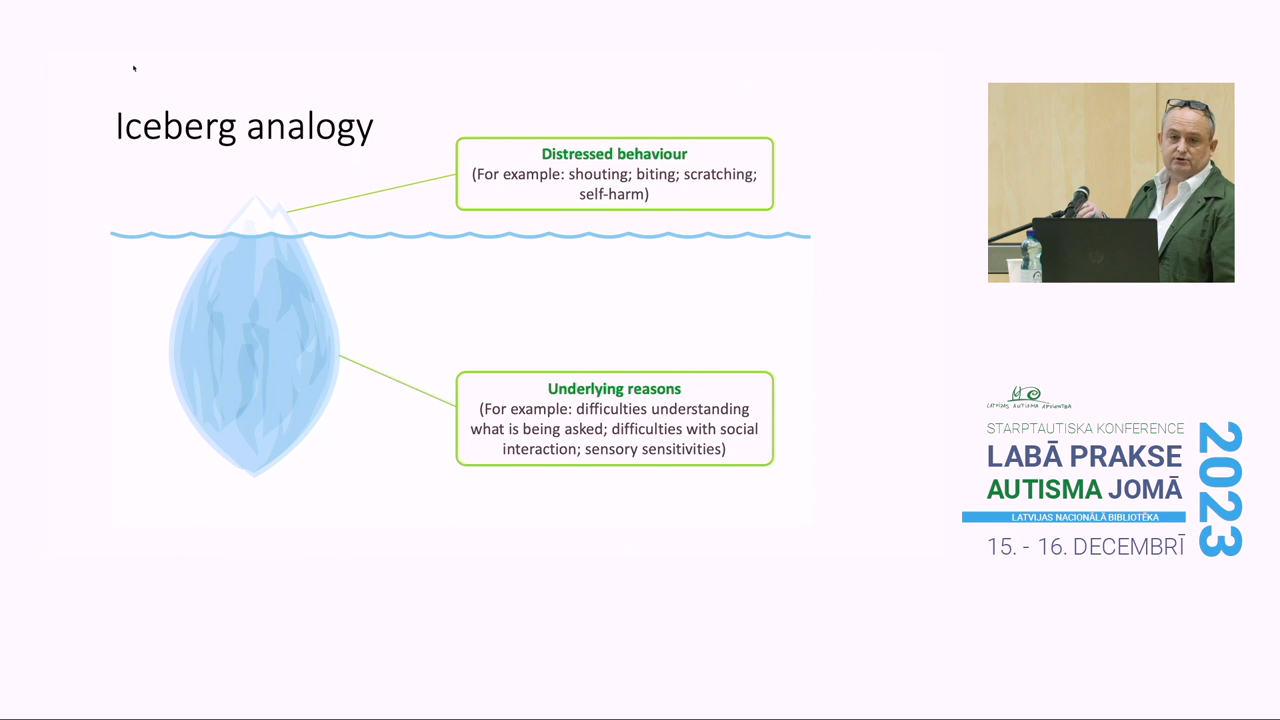 Iceberg analogy
Distressed behaviour
(For example: shouting; biting; scratching;
self-harm)
Underlying reasons
(For example: difficulties understanding
what is being asked; difficulties with social
interaction; sensory sensitivities)
LATVIJAS AUTISMA APVIENĪBA
STARPTAUTISKA KONFERENCE
LABĀ PRAKSE
AUTISMA JOMĀ
LATVIJAS NACIONĀLĀ BIBLIOTĒKA
15. - 16. DECEMBRĪ
2023